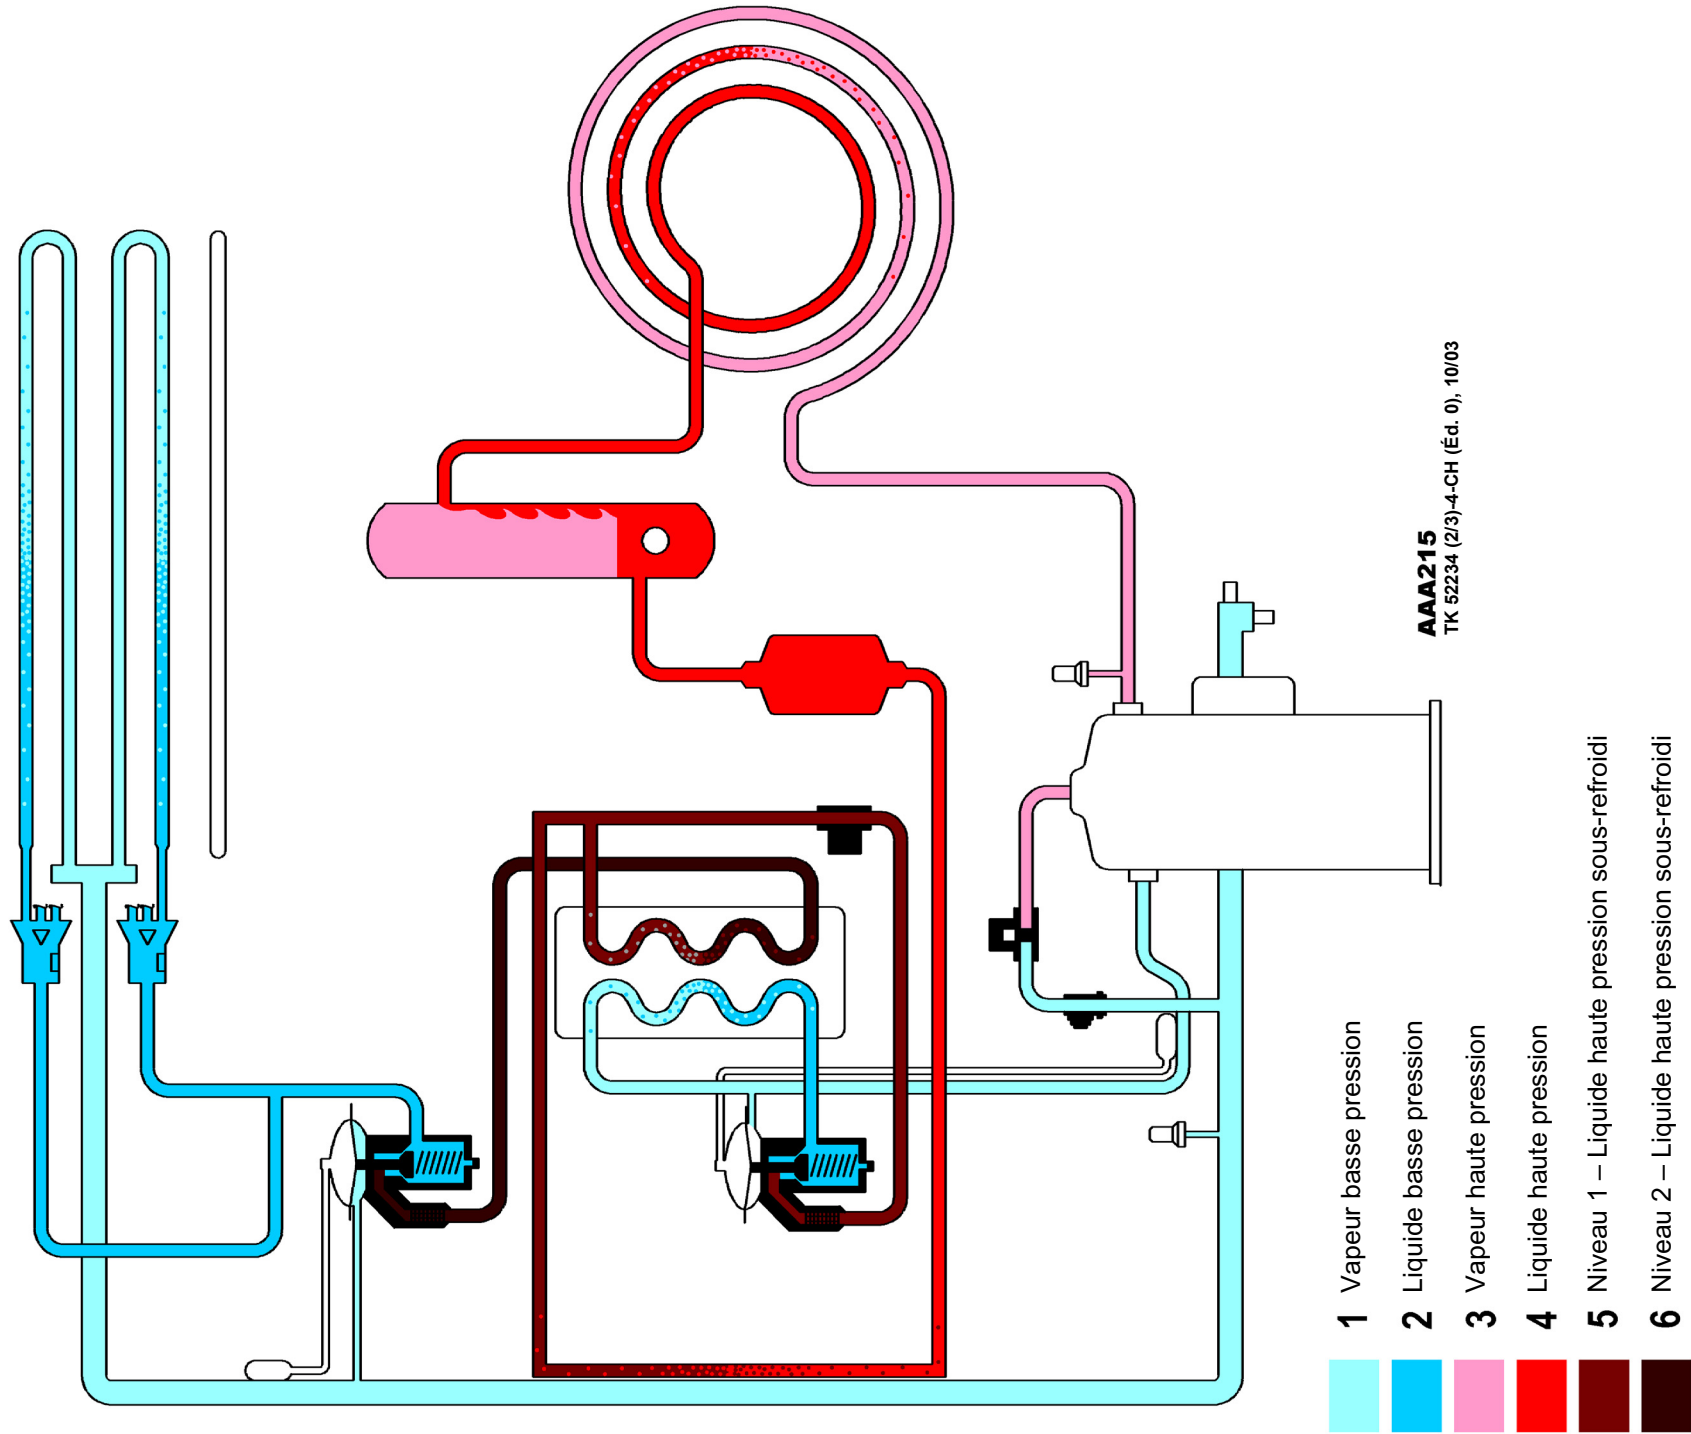 AAA215
TK 52234 (2/3)-4-CH (Éd. 0), 10/03
1 Vapeur basse pression
2 Liquide basse pression
3 Vapeur haute pression
4 Liquide haute pression
5 Niveau 1 – Liquide haute pression sous-refroidi
6 Niveau 2 – Liquide haute pression sous-refroidi